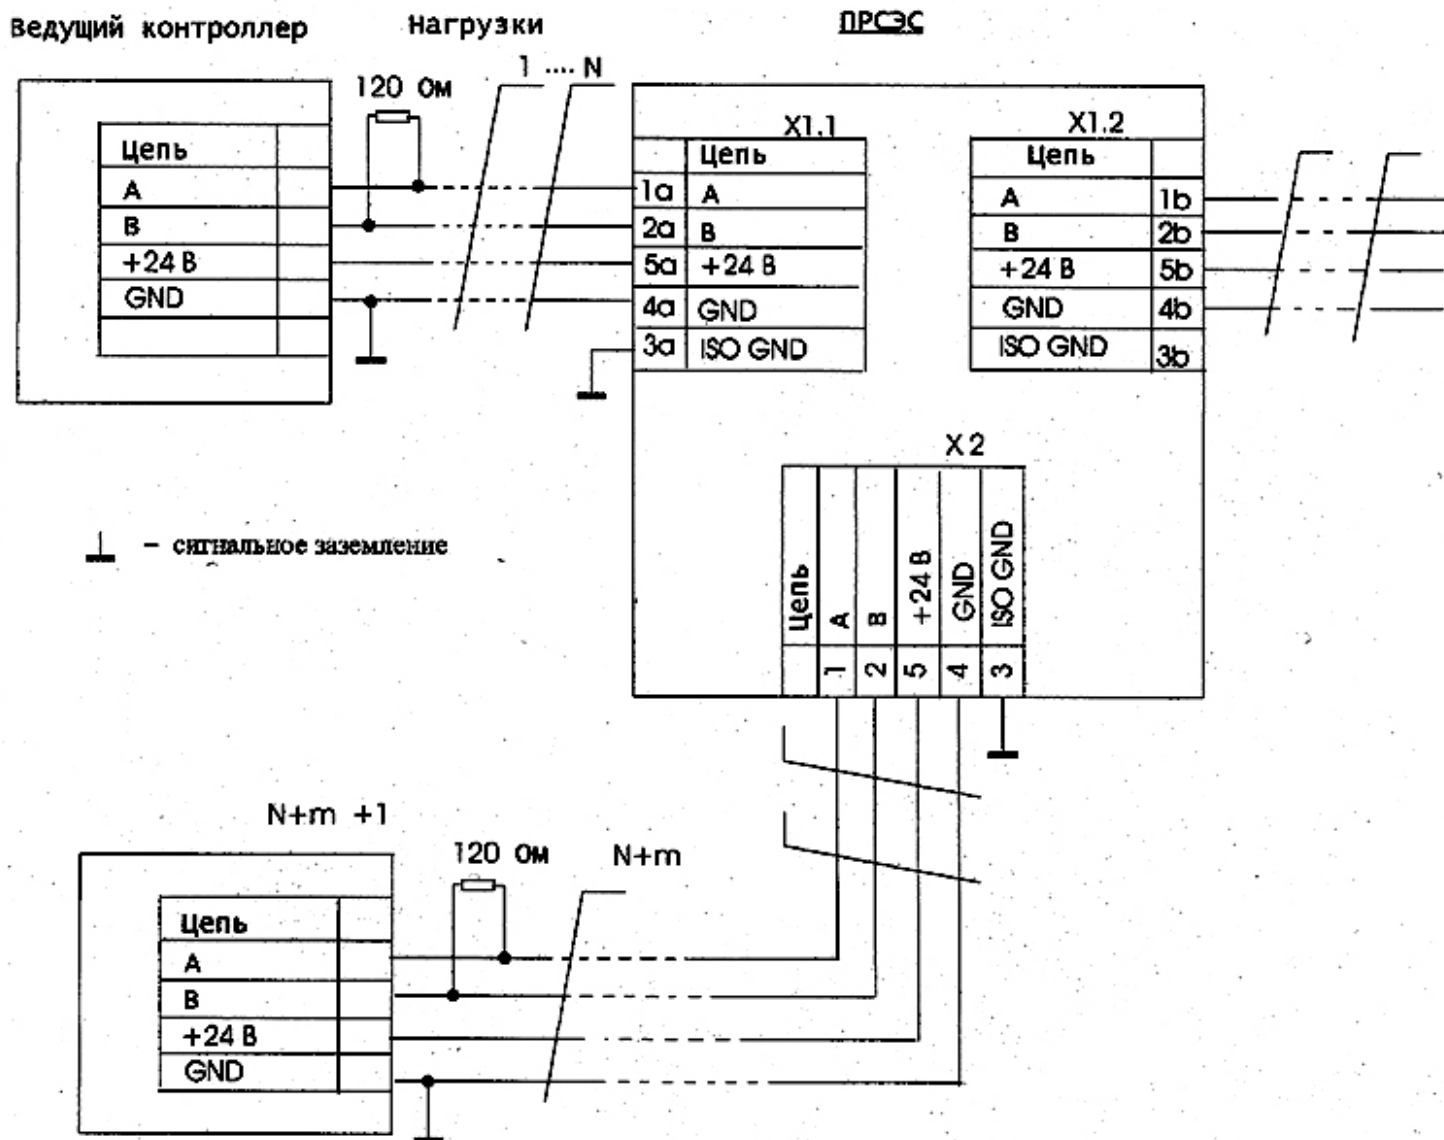 Ведущий контроллер
Нагрузки
ПРСЭС
1 .... N
120 Ом
Цепь
A
B
+24 В
GND
X1.1
Цепь
1a A
2a B
5a +24 В
4a GND
3a ISO GND
X1.2
Цепь
A 1b
B 2b
+24 В 5b
GND 4b
ISO GND 3b
X2
Цепь
A 1
B 2
+24 В 5
GND 4
ISO GND 3
– сигнальное заземление
N+m +1
120 Ом
N+m
Цепь
A
B
+24 В
GND